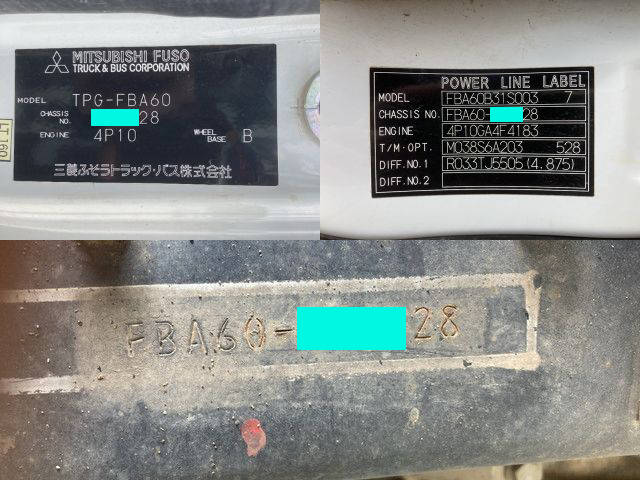 MITSUBISHI FUSO
TRUCK & BUS CORPORATION
MODEL TPG-FBA60
CHASSIS NO. 28
ENGINE 4P10 WHEEL BASE B
三菱ふそうトラック・バス株式会社
POWER LINE LABEL
MODEL FBA60B31S003 7
CHASSIS NO. FBA60- 28
ENGINE 4P10GA4F4183
T/M·OPT. M038S6A203 528
DIFF.NO.1 R033TJ5505(4.875)
DIFF.NO.2
FBA60- 28